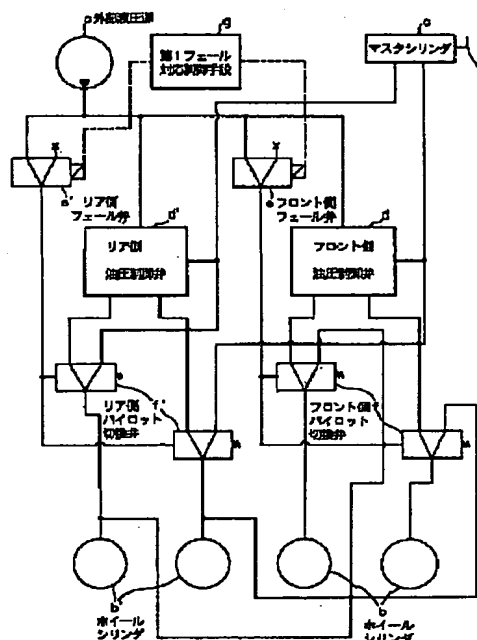 a 外部液圧源
g
第1フェール
対応制御手段
c
マスタシリンダ
e' リア側
フェール弁
e フロント側
フェール弁
d'
リア側
油圧制御弁
d
フロント側
油圧制御弁
リア側 f'
パイロット
切換弁
フロント側 f
パイロット
切換弁
b'
ホイール
シリンダ
b
ホイール
シリンダ